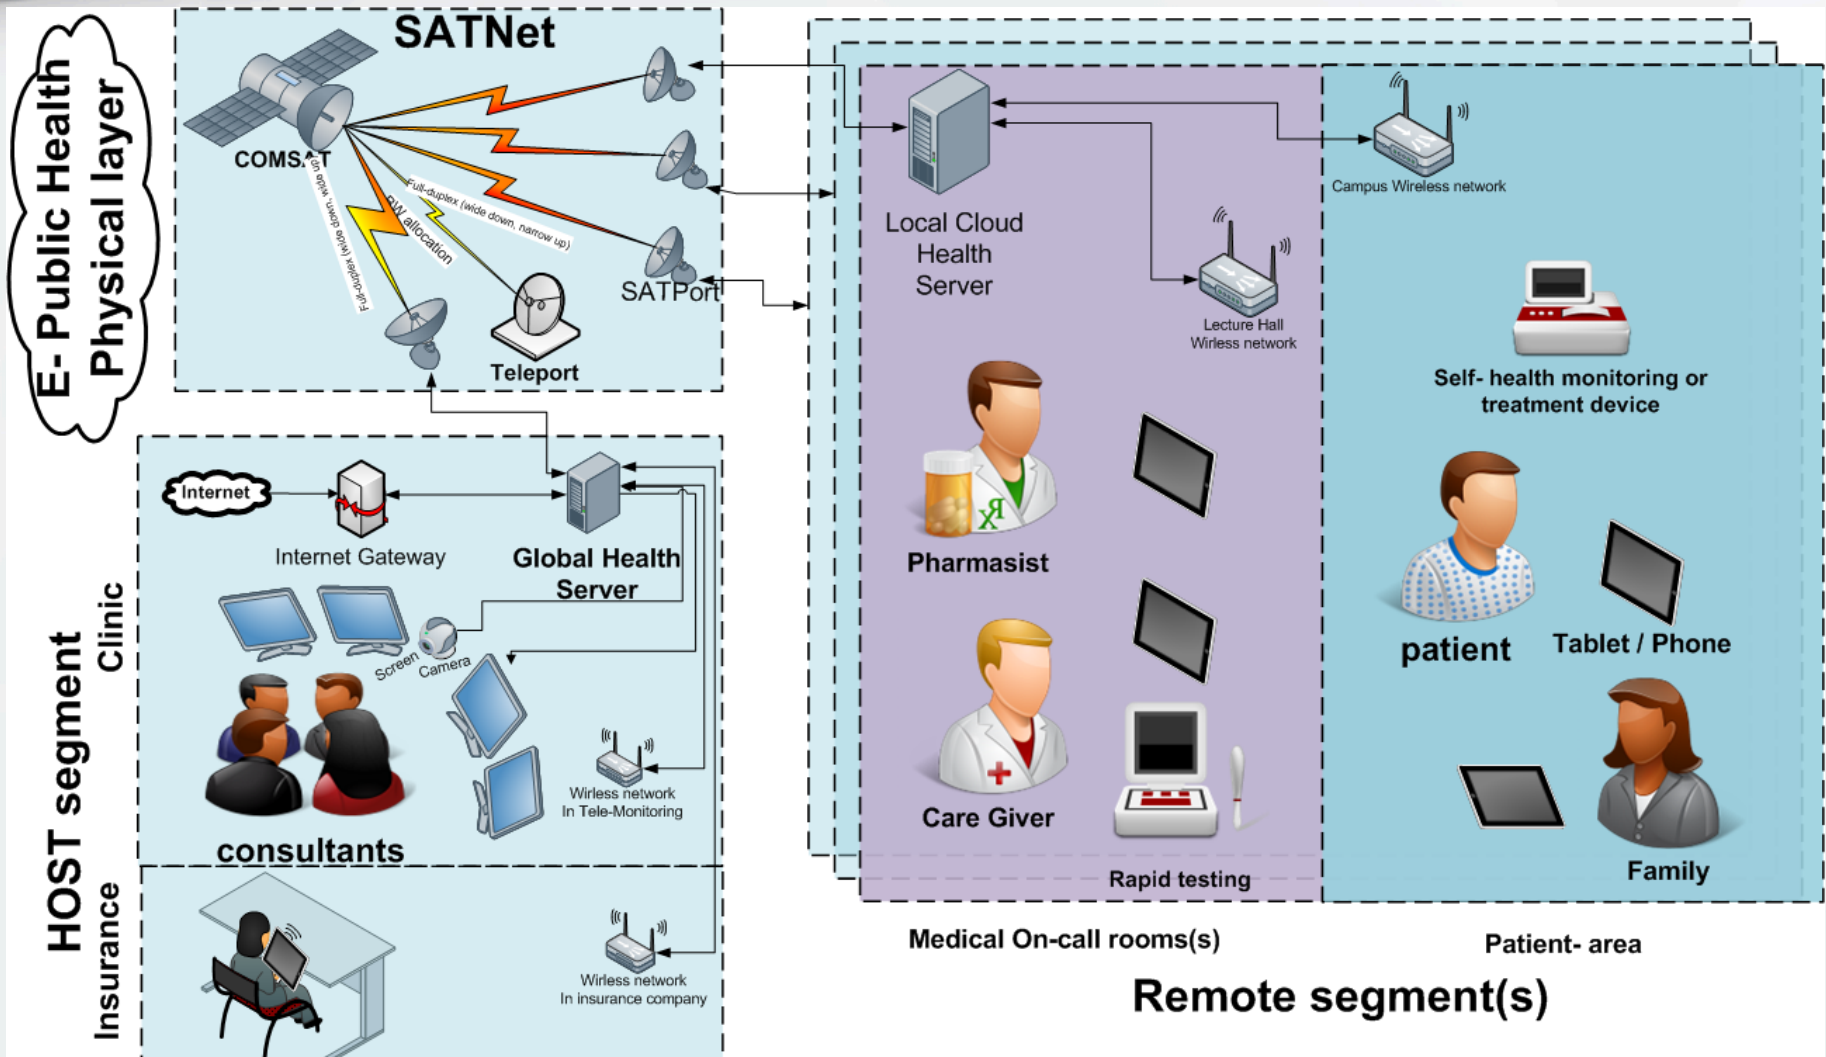 E- Public Health
Physical layer
SATNet
COMSAT
Full-duplex (wide down, wide up)
BW allocation
Full-duplex (wide down, narrow up)
SATPort
Teleport
HOST segment
Clinic
Insurance
Internet
Internet Gateway
Global Health
Server
Screen
Camera
consultants
Wirless network
In Tele-Monitoring
Wirless network
In insurance company
Local Cloud
Health
Server
Lecture Hall
Wirless network
Pharmasist
Rx
Care Giver
Rapid testing
Medical On-call rooms(s)
Campus Wireless network
Self- health monitoring or
treatment device
patient
Tablet / Phone
Family
Patient- area
Remote segment(s)